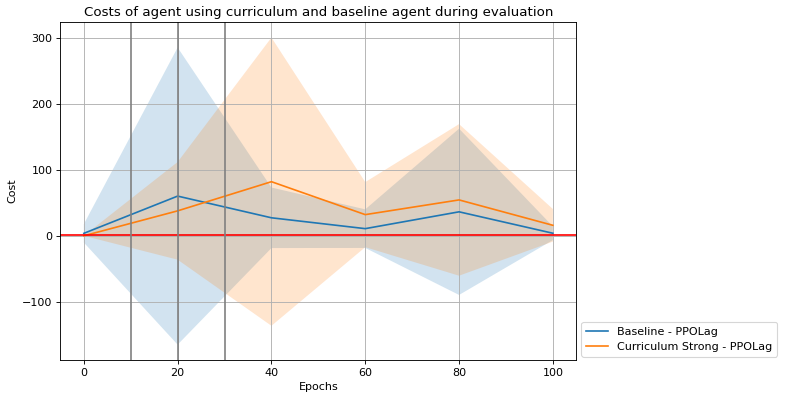 Costs of agent using curriculum and baseline agent during evaluation
300
200
100
0
−100
Cost
0 20 40 60 80 100
Epochs
Baseline - PPOLag
Curriculum Strong - PPOLag